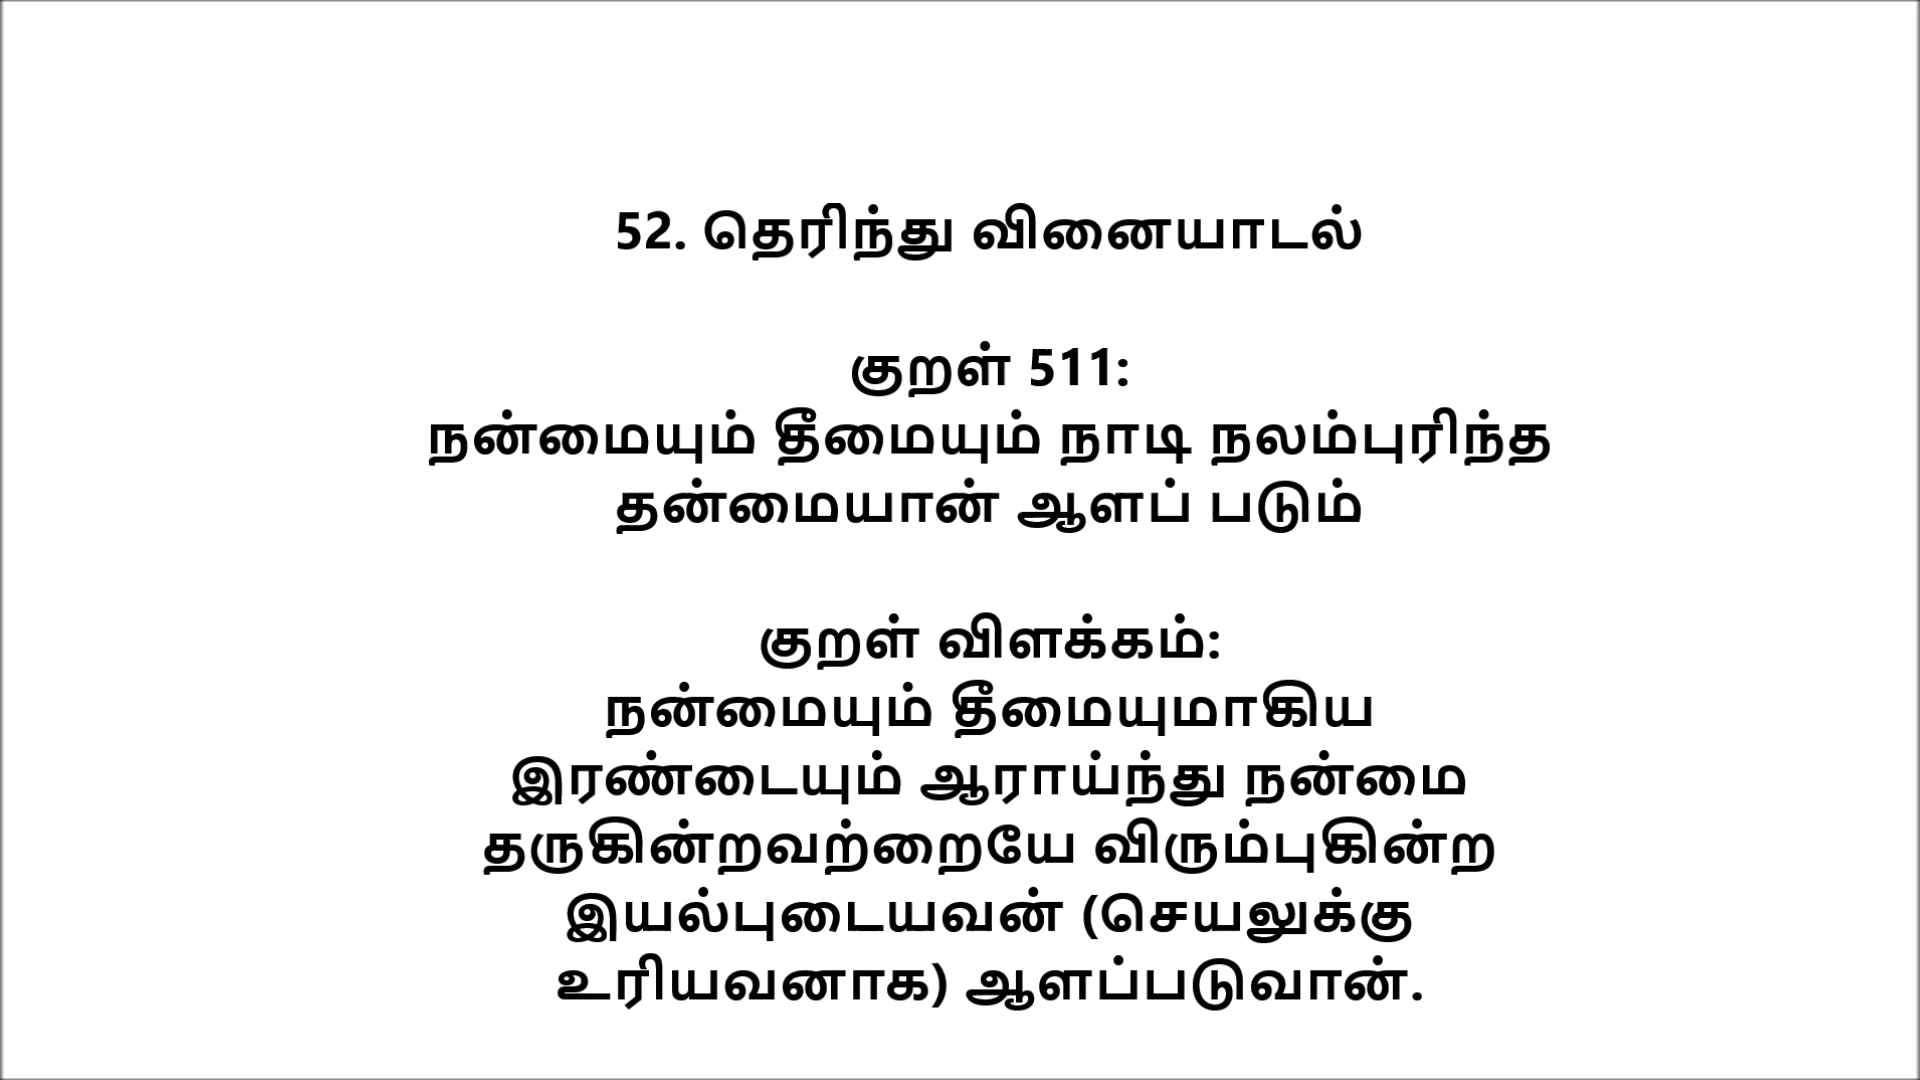 52. தெரிந்து வினையாடல்
குறள் 511:
நன்மையும் தீமையும் நாடி நலம்புரிந்த
தன்மையான் ஆளப் படும்
குறள் விளக்கம்:
நன்மையும் தீமையுமாகிய
இரண்டையும் ஆராய்ந்து நன்மை
தருகின்றவற்றையே விரும்புகின்ற
இயல்புடையவன் (செயலுக்கு
உரியவனாக) ஆளப்படுவான்.